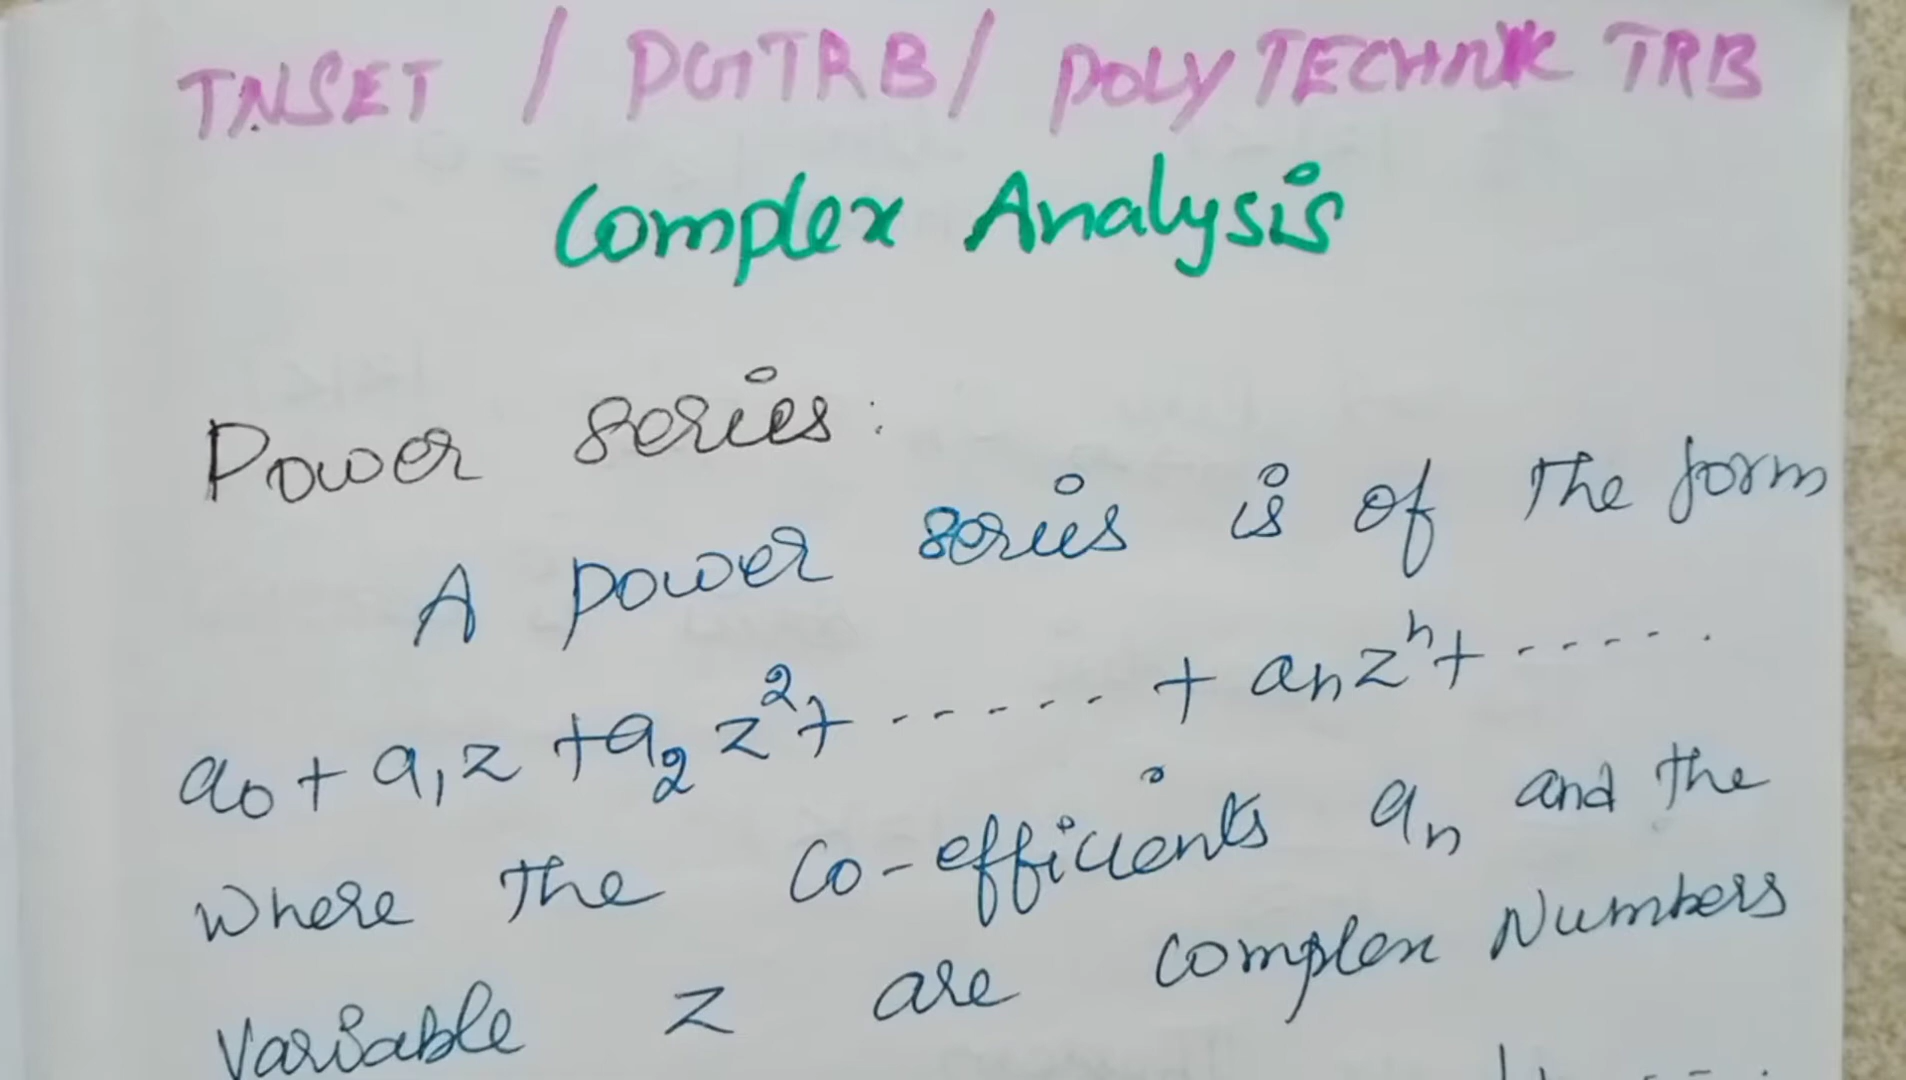 TNSET / PGTRB / POLYTECHNIC TRB
Complex Analysis
Power series:
A power series is of the form
a₀ + a₁z + a₂z² + ------ + aₙzⁿ + ------
where the co-efficients aₙ and the
variable z are complex Numbers